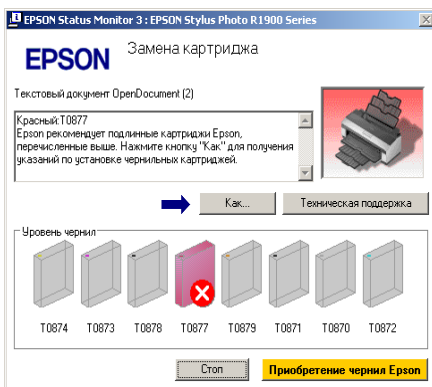 EPSON Status Monitor 3 : EPSON Stylus Photo R1900 Series
EPSON
Замена картриджа
Текстовый документ OpenDocument (2)
Красный:T0877
Epson рекомендует подлинные картриджи Epson,
перечисленные выше. Нажмите кнопку "Как" для получения
указаний по установке чернильных картриджей.
Как...
Техническая поддержка
Уровень чернил
T0874 T0873 T0878 T0877 T0879 T0871 T0870 T0872
Стоп
Приобретение чернил Epson